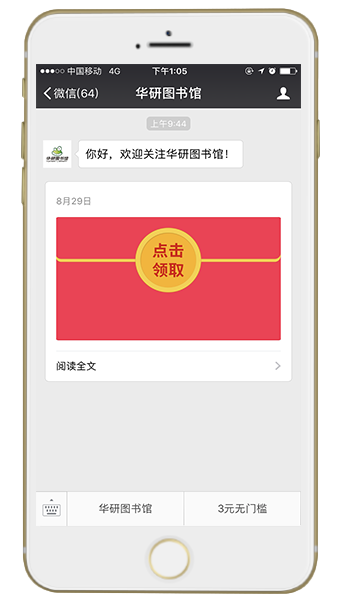 中国移动 4G 下午1:05
微信(64) 华研图书馆
上午9:44
华研图书馆
你好，欢迎关注华研图书馆！
8月29日
点击
领取
阅读全文
华研图书馆 3元无门槛